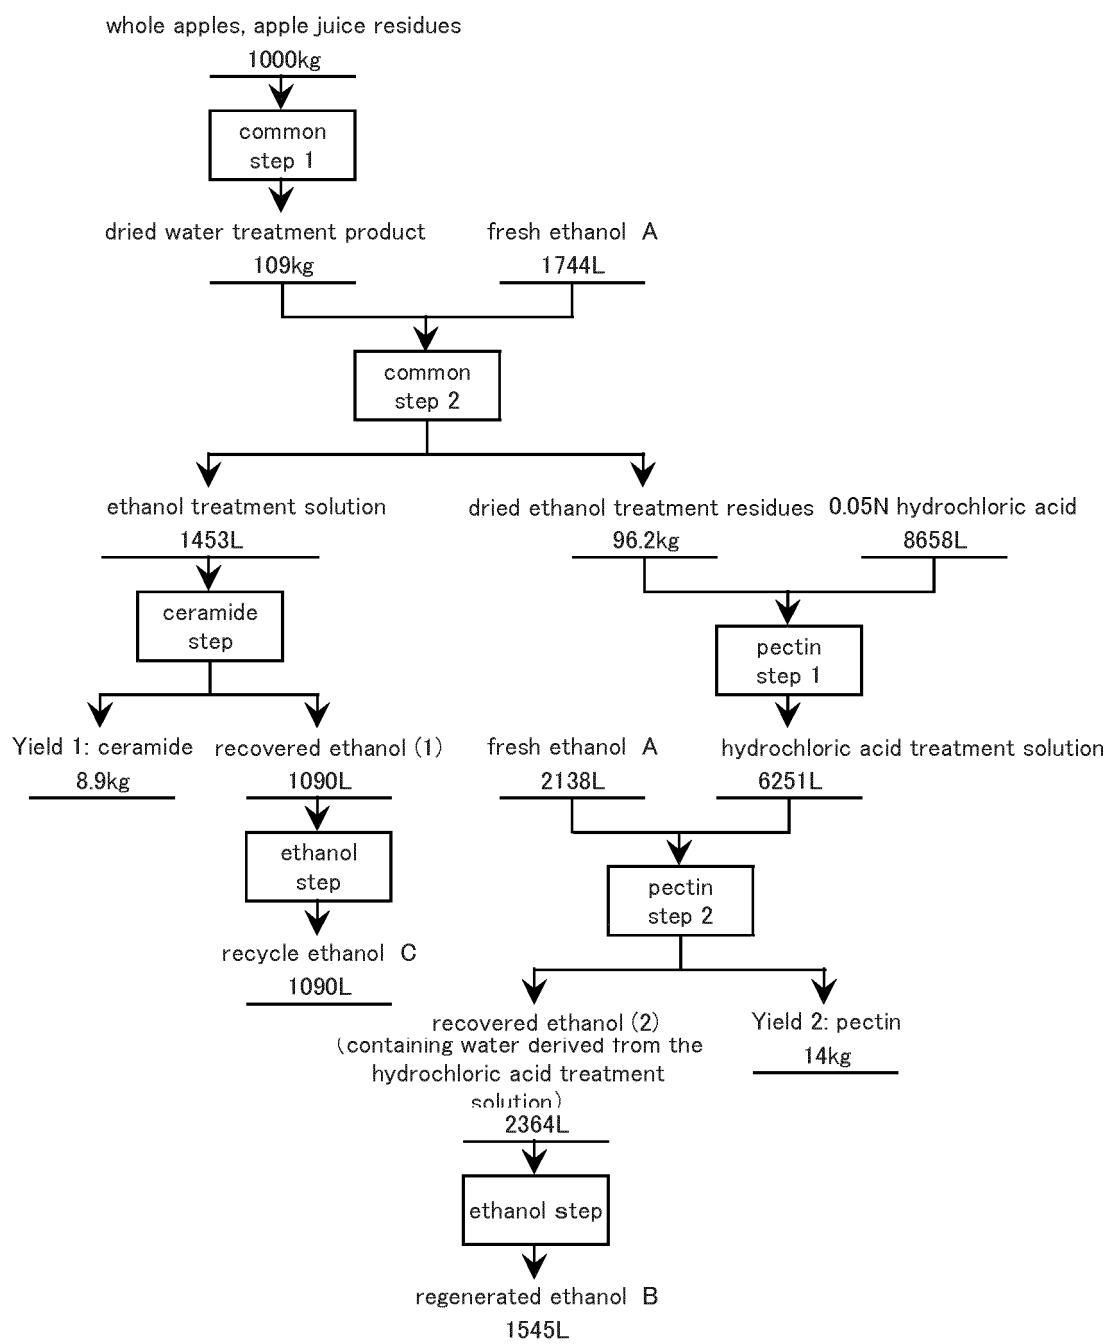 whole apples, apple juice residues
1000kg
common
step 1
dried water treatment product
109kg
fresh ethanol A
1744L
common
step 2
ethanol treatment solution
1453L
dried ethanol treatment residues
96.2kg
0.05N hydrochloric acid
8658L
ceramide
step
pectin
step 1
Yield 1: ceramide
8.9kg
recovered ethanol (1)
1090L
fresh ethanol A
2138L
hydrochloric acid treatment solution
6251L
ethanol
step
pectin
step 2
recycle ethanol C
1090L
recovered ethanol (2)
(containing water derived from the
hydrochloric acid treatment
solution)
2364L
Yield 2: pectin
14kg
ethanol step
regenerated ethanol B
1545L